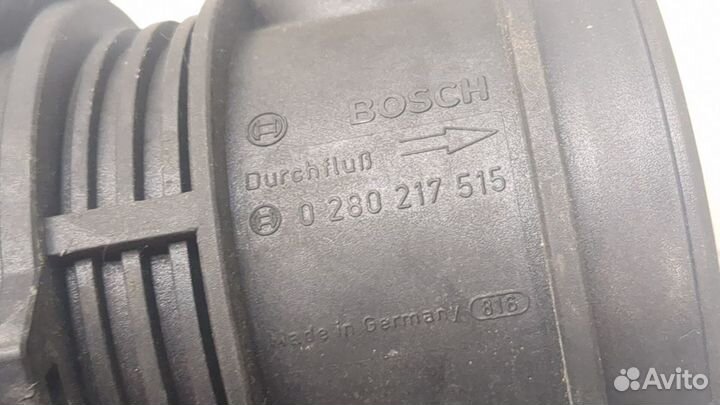 BOSCH
Durchfluß
0 280 217 515
Made in Germany 816
Avito